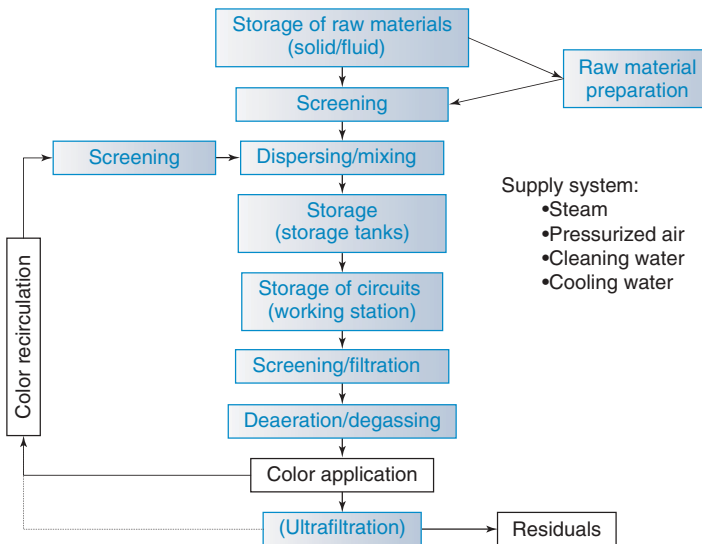 Storage of raw materials
(solid/fluid)
Raw material
preparation
Screening
Screening
Dispersing/mixing
Supply system:
•Steam
•Pressurized air
•Cleaning water
•Cooling water
Storage
(storage tanks)
Color recirculation
Storage of circuits
(working station)
Screening/filtration
Deaeration/degassing
Color application
(Ultrafiltration)
Residuals